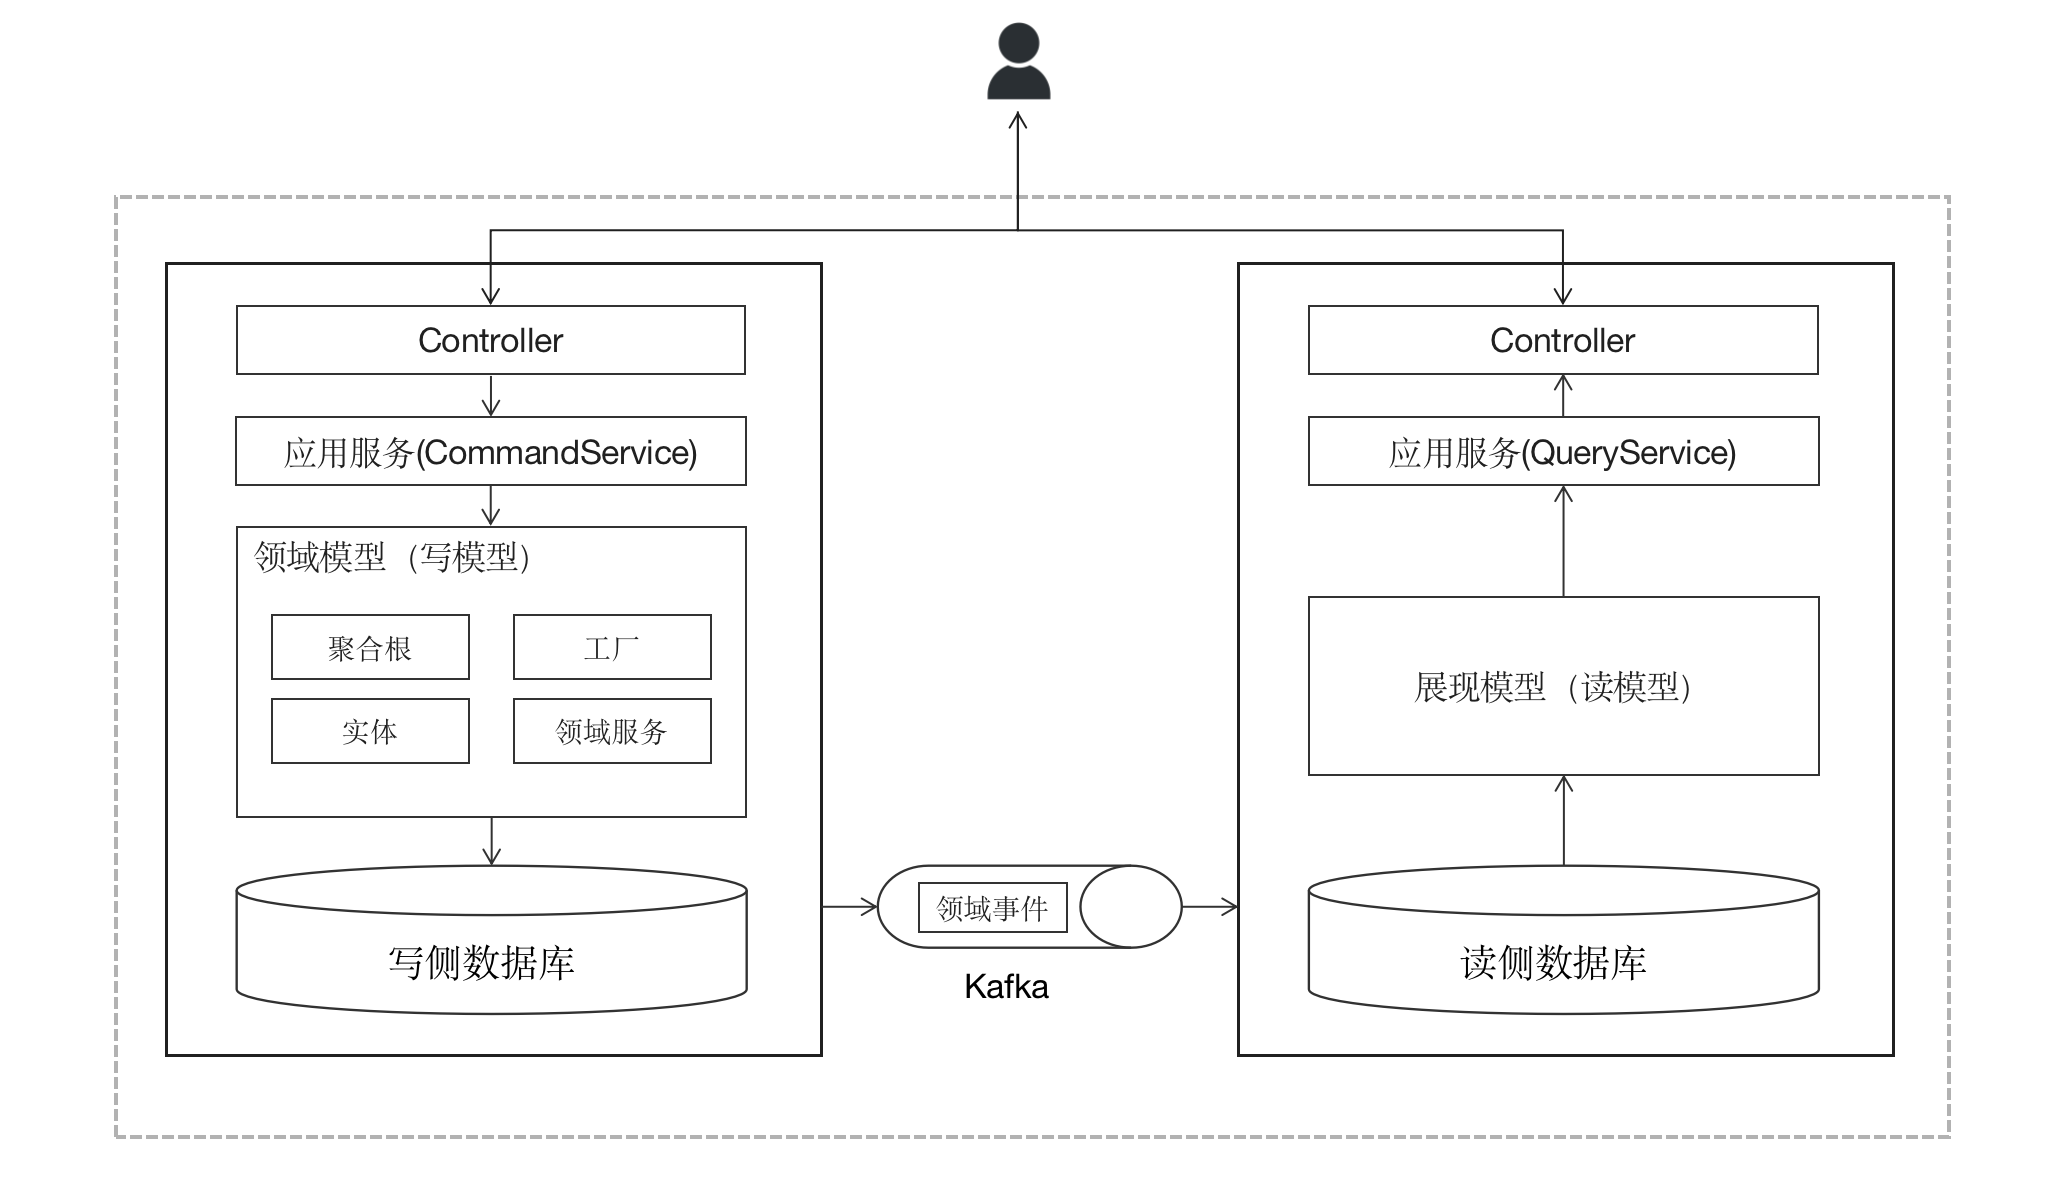 Controller
应用服务(CommandService)
领域模型（写模型）
聚合根
工厂
实体
领域服务
写侧数据库
领域事件
Kafka
Controller
应用服务(QueryService)
展现模型（读模型）
读侧数据库